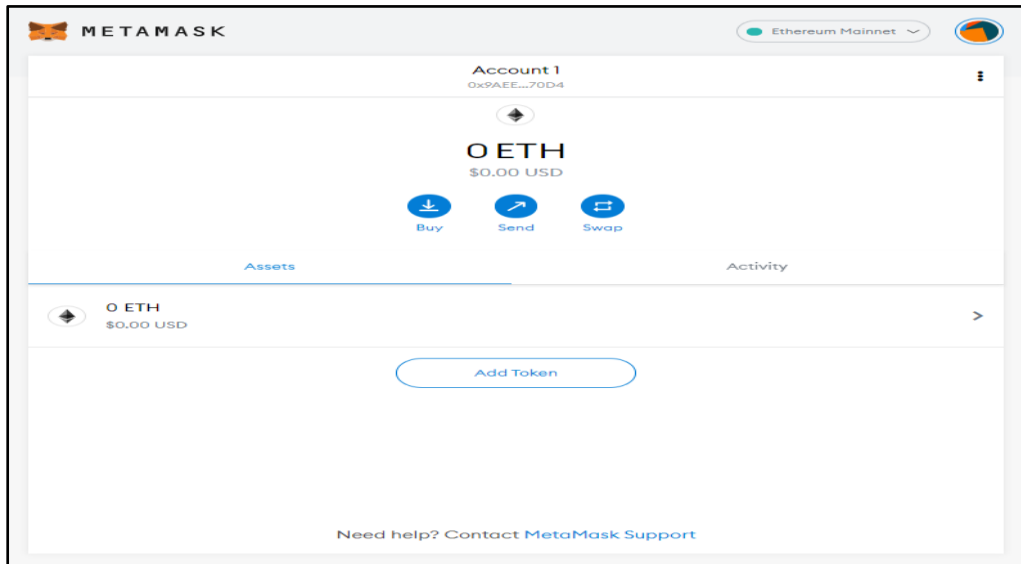 METAMASK
Ethereum Mainnet
Account 1
0x9AEE...70D4
0 ETH
$0.00 USD
Buy Send Swap
Assets Activity
0 ETH
$0.00 USD
Add Token
Need help? Contact MetaMask Support